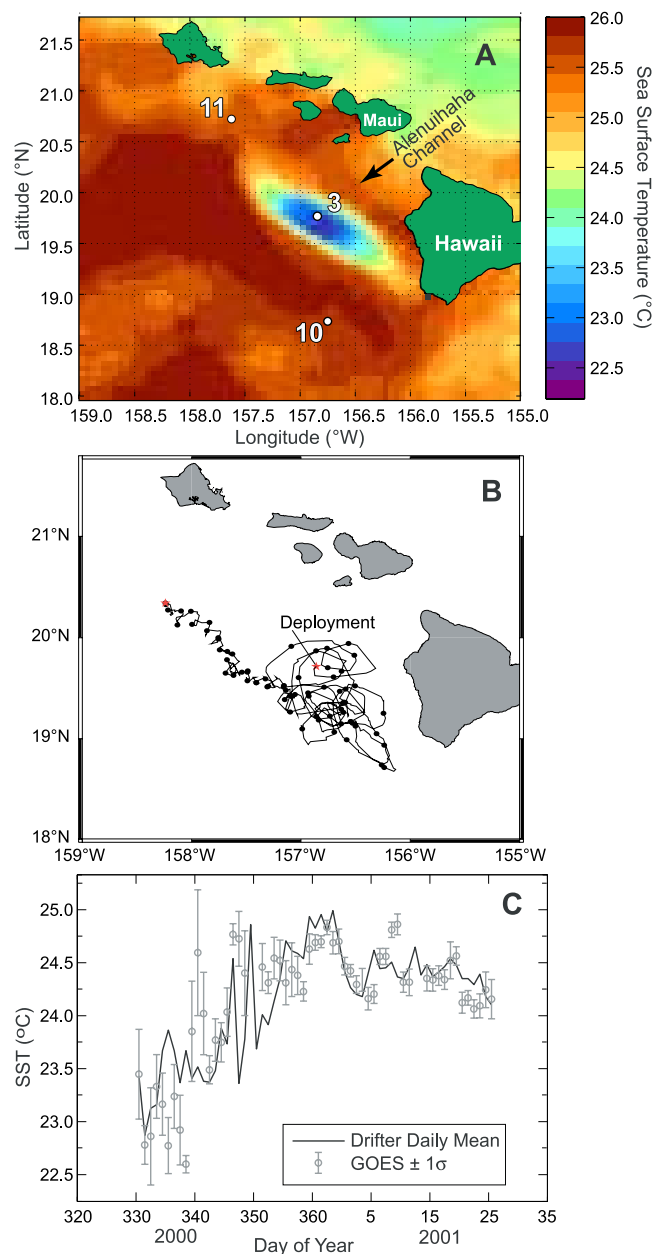 A
21.5
21.0
20.5
20.0
19.5
19.0
18.5
18.0
Latitude (°N)
11
Maui
Alenuihaha
Channel
3
Hawaii
10
159.0
158.5
158.0
157.5
157.0
156.5
156.0
155.5
155.0
Longitude (°W)
26.0
25.5
25.0
24.5
24.0
23.5
23.0
22.5
Sea Surface Temperature (°C)
B
21°N
20°N
19°N
18°N
Deployment
159°W
158°W
157°W
156°W
155°W
C
25.0
24.5
24.0
23.5
23.0
22.5
SST (°C)
Drifter Daily Mean
GOES ± 1σ
320
330
340
350
360
5
15
25
35
2000
Day of Year
2001